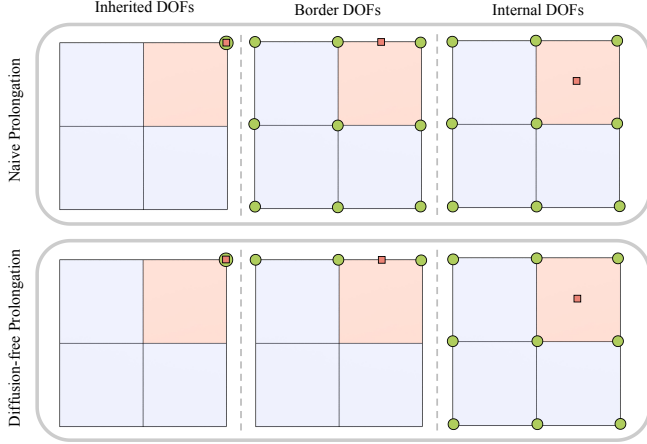 Inherited DOFs
Border DOFs
Internal DOFs
Naive Prolongation
Diffusion-free Prolongation